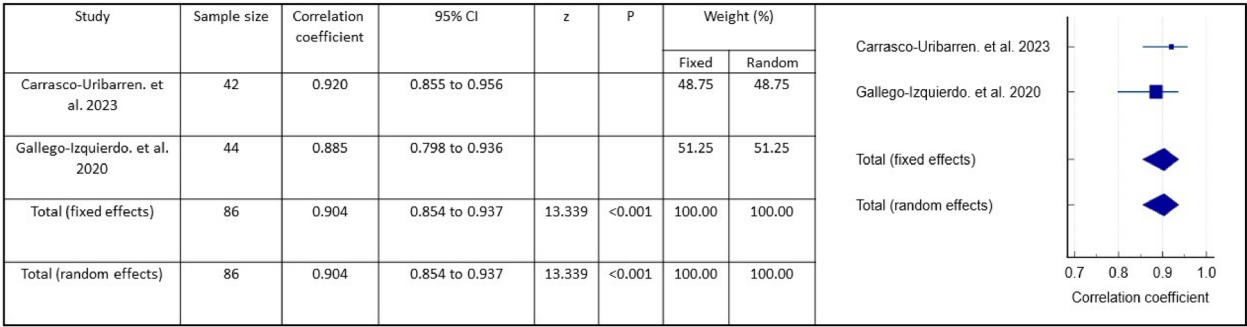 Study Sample size Correlation 95% CI z P Weight (%)
coefficient
Fixed Random
Carrasco-Uribarren. et 42 0.920 0.855 to 0.956 48.75 48.75
al. 2023
Gallego-Izquierdo. et al. 44 0.885 0.798 to 0.936 51.25 51.25
2020
Total (fixed effects) 86 0.904 0.854 to 0.937 13.339 <0.001 100.00 100.00
Total (random effects) 86 0.904 0.854 to 0.937 13.339 <0.001 100.00 100.00
Carrasco-Uribarren. et al. 2023
Gallego-Izquierdo. et al. 2020
Total (fixed effects)
Total (random effects)
0.7 0.8 0.9 1.0
Correlation coefficient